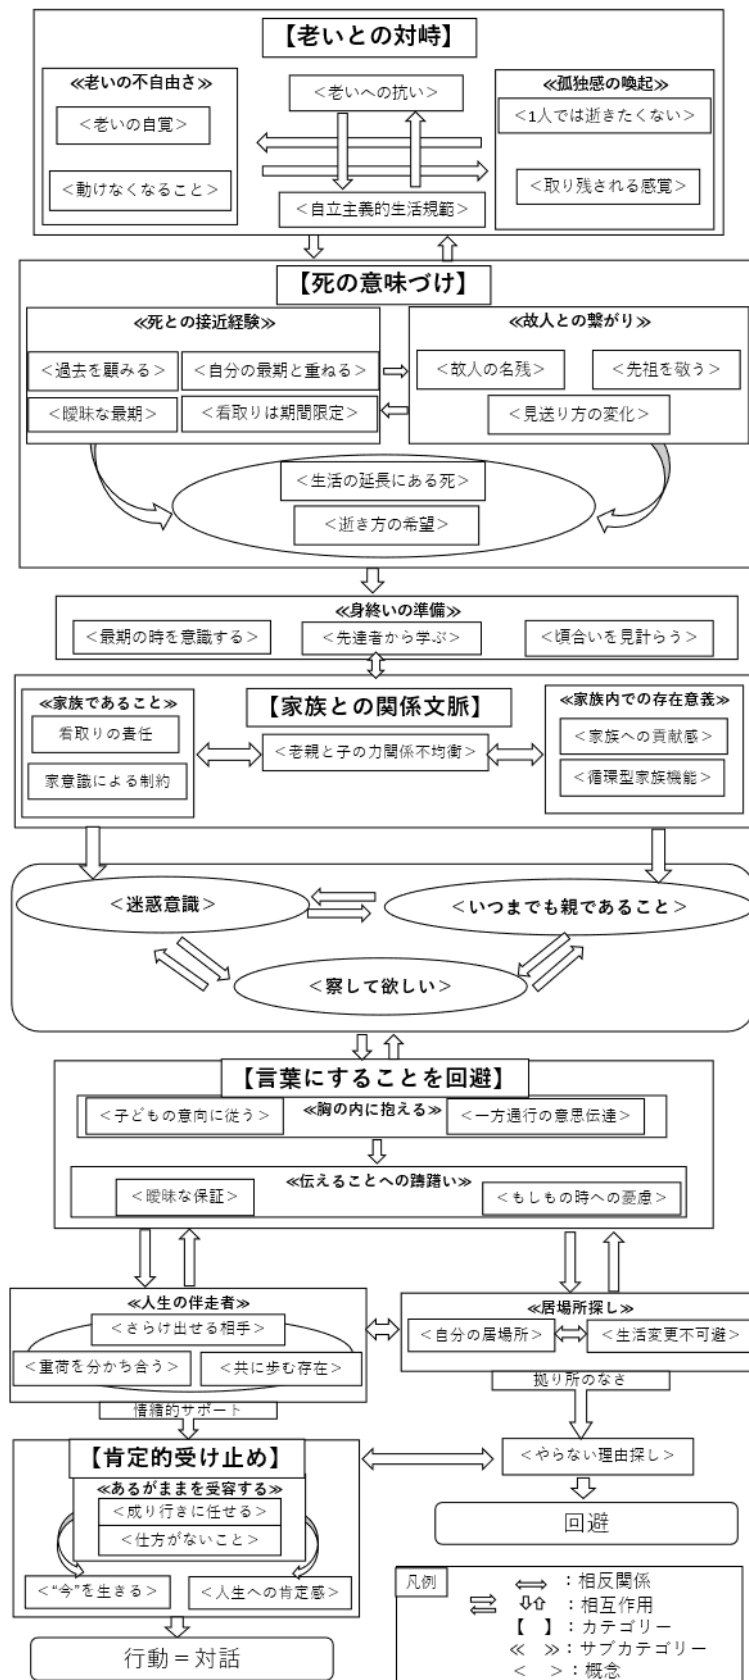 【老いとの対峙】
≪老いの不自由さ≫
＜老いの自覚＞
＜動けなくなること＞
＜老いへの抗い＞
＜自立主義的生活規範＞
≪孤独感の喚起≫
＜1人では逝きたくない＞
＜取り残される感覚＞
【死の意味づけ】
≪死との接近経験≫
＜過去を顧みる＞
＜自分の最期と重ねる＞
＜曖昧な最期＞
＜看取りは期間限定＞
≪故人との繋がり≫
＜故人の名残＞
＜先祖を敬う＞
＜見送り方の変化＞
＜生活の延長にある死＞
＜逝き方の希望＞
≪身終いの準備≫
＜最期の時を意識する＞
＜先達者から学ぶ＞
＜頃合いを見計らう＞
【家族との関係文脈】
≪家族であること≫
看取りの責任
家意識による制約
＜老親と子の力関係不均衡＞
≪家族内での存在意義≫
＜家族への貢献感＞
＜循環型家族機能＞
＜迷惑意識＞
＜いつまでも親であること＞
＜察して欲しい＞
【言葉にすることを回避】
≪胸の内に抱える≫
＜子どもの意向に従う＞
＜一方通行の意思伝達＞
≪伝えることへの躊躇い≫
＜曖昧な保証＞
＜もしもの時への憂慮＞
≪人生の伴走者≫
＜さらけ出せる相手＞
＜重荷を分かち合う＞
＜共に歩む存在＞
情緒的サポート
≪居場所探し≫
＜自分の居場所＞
＜生活変更不可避＞
拠り所のなさ
【肯定的受け止め】
≪あるがままを受容する≫
＜成り行きに任せる＞
＜仕方がないこと＞
＜“今”を生きる＞
＜人生への肯定感＞
行動＝対話
＜やらない理由探し＞
回避
凡例
：相反関係
：相互作用
【　】：カテゴリー
≪　≫：サブカテゴリー
＜　＞：概念